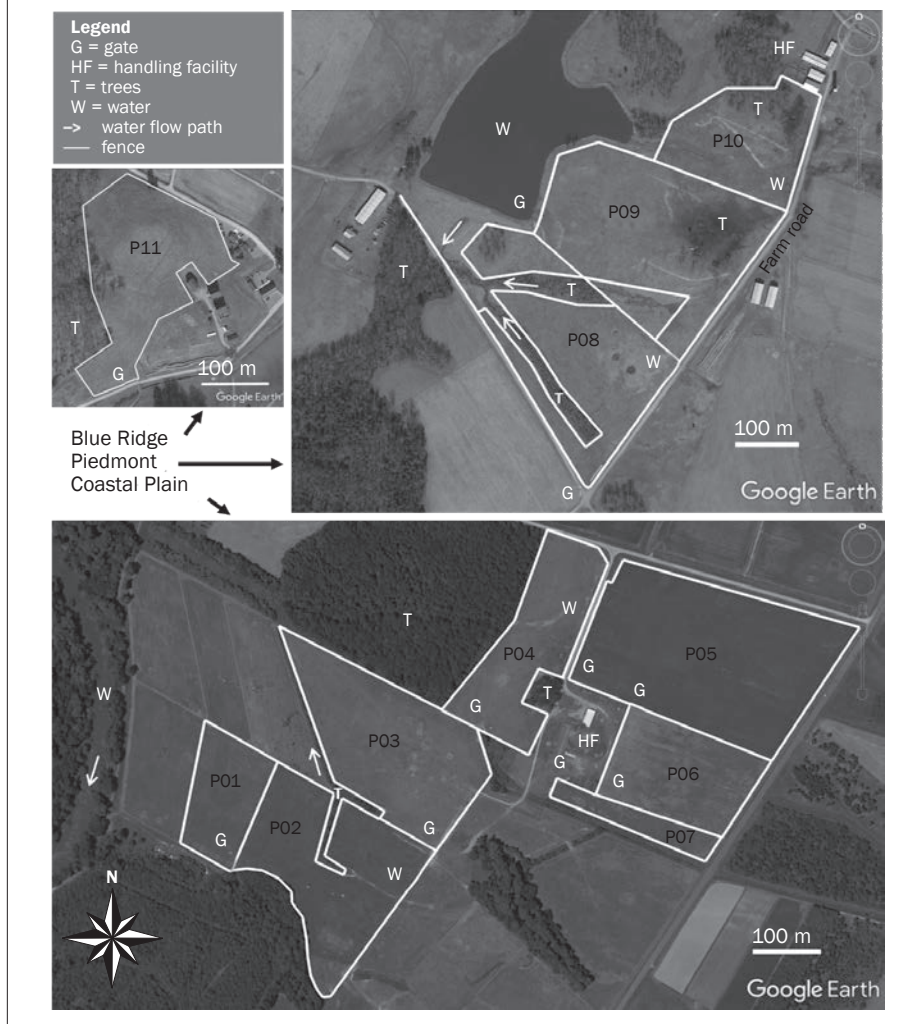 Legend
G = gate
HF = handling facility
T = trees
W = water
water flow path
fence
HF
T
P10
W
W
G
P09
T
Farm road
T
T
P08
W
T
100 m
G
Google Earth
P11
T
G
100 m
Google Earth
Blue Ridge
Piedmont
Coastal Plain
T
W
P04
G
T
G
P05
G
W
HF
G
G
P06
P03
P01
T
P02
G
G
W
P07
N
100 m
Google Earth